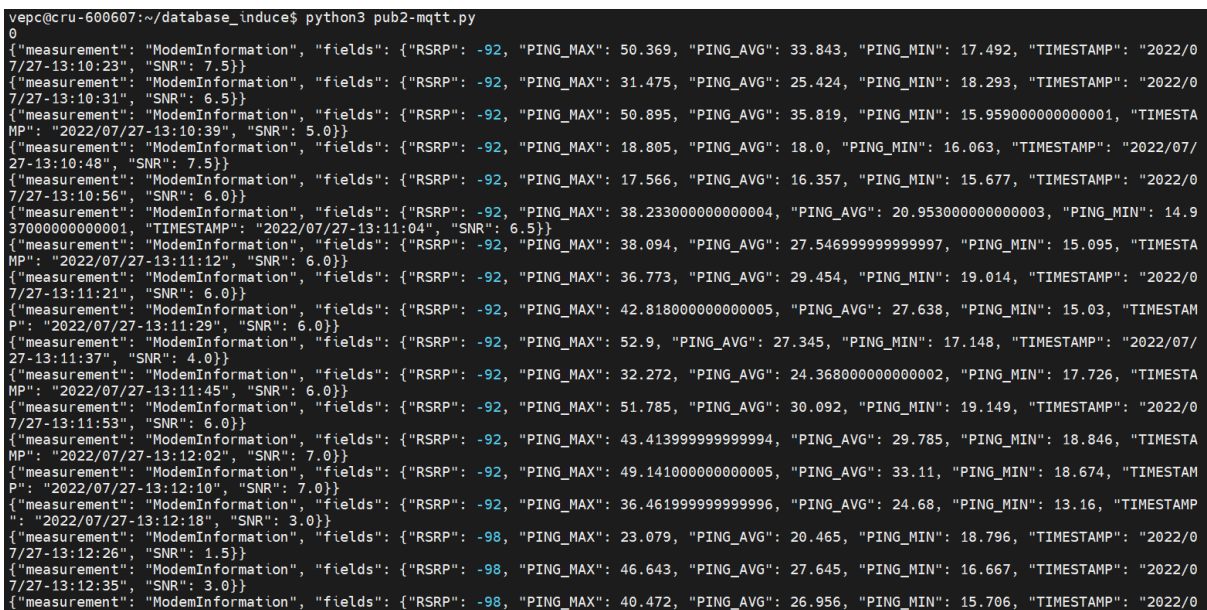 vepc@cru-600607:~/database_induce$ python3 pub2-mqtt.py
0
{"measurement": "ModemInformation", "fields": {"RSRP": -92, "PING_MAX": 50.369, "PING_AVG": 33.843, "PING_MIN": 17.492, "TIMESTAMP": "2022/0
7/27-13:10:23", "SNR": 7.5}}
{"measurement": "ModemInformation", "fields": {"RSRP": -92, "PING_MAX": 31.475, "PING_AVG": 25.424, "PING_MIN": 18.293, "TIMESTAMP": "2022/0
7/27-13:10:31", "SNR": 6.5}}
{"measurement": "ModemInformation", "fields": {"RSRP": -92, "PING_MAX": 50.895, "PING_AVG": 35.819, "PING_MIN": 15.959000000000001, "TIMESTA
MP": "2022/07/27-13:10:39", "SNR": 5.0}}
{"measurement": "ModemInformation", "fields": {"RSRP": -92, "PING_MAX": 18.805, "PING_AVG": 18.0, "PING_MIN": 16.063, "TIMESTAMP": "2022/07/
27-13:10:48", "SNR": 7.5}}
{"measurement": "ModemInformation", "fields": {"RSRP": -92, "PING_MAX": 17.566, "PING_AVG": 16.357, "PING_MIN": 15.677, "TIMESTAMP": "2022/0
7/27-13:10:56", "SNR": 6.0}}
{"measurement": "ModemInformation", "fields": {"RSRP": -92, "PING_MAX": 38.233000000000004, "PING_AVG": 20.953000000000003, "PING_MIN": 14.9
37000000000001, "TIMESTAMP": "2022/07/27-13:11:04", "SNR": 6.5}}
{"measurement": "ModemInformation", "fields": {"RSRP": -92, "PING_MAX": 38.094, "PING_AVG": 27.546999999999997, "PING_MIN": 15.095, "TIMESTA
MP": "2022/07/27-13:11:12", "SNR": 6.0}}
{"measurement": "ModemInformation", "fields": {"RSRP": -92, "PING_MAX": 36.773, "PING_AVG": 29.454, "PING_MIN": 19.014, "TIMESTAMP": "2022/0
7/27-13:11:21", "SNR": 6.0}}
{"measurement": "ModemInformation", "fields": {"RSRP": -92, "PING_MAX": 42.818000000000005, "PING_AVG": 27.638, "PING_MIN": 15.03, "TIMESTAM
P": "2022/07/27-13:11:29", "SNR": 6.0}}
{"measurement": "ModemInformation", "fields": {"RSRP": -92, "PING_MAX": 52.9, "PING_AVG": 27.345, "PING_MIN": 17.148, "TIMESTAMP": "2022/07/
27-13:11:37", "SNR": 4.0}}
{"measurement": "ModemInformation", "fields": {"RSRP": -92, "PING_MAX": 32.272, "PING_AVG": 24.368000000000002, "PING_MIN": 17.726, "TIMESTA
MP": "2022/07/27-13:11:45", "SNR": 6.0}}
{"measurement": "ModemInformation", "fields": {"RSRP": -92, "PING_MAX": 51.785, "PING_AVG": 30.092, "PING_MIN": 19.149, "TIMESTAMP": "2022/0
7/27-13:11:53", "SNR": 6.0}}
{"measurement": "ModemInformation", "fields": {"RSRP": -92, "PING_MAX": 43.413999999999994, "PING_AVG": 29.785, "PING_MIN": 18.846, "TIMESTA
MP": "2022/07/27-13:12:02", "SNR": 7.0}}
{"measurement": "ModemInformation", "fields": {"RSRP": -92, "PING_MAX": 49.141000000000005, "PING_AVG": 33.11, "PING_MIN": 18.674, "TIMESTAM
P": "2022/07/27-13:12:10", "SNR": 7.0}}
{"measurement": "ModemInformation", "fields": {"RSRP": -92, "PING_MAX": 36.461999999999996, "PING_AVG": 24.68, "PING_MIN": 13.16, "TIMESTAMP
": "2022/07/27-13:12:18", "SNR": 3.0}}
{"measurement": "ModemInformation", "fields": {"RSRP": -98, "PING_MAX": 23.079, "PING_AVG": 20.465, "PING_MIN": 18.796, "TIMESTAMP": "2022/0
7/27-13:12:26", "SNR": 1.5}}
{"measurement": "ModemInformation", "fields": {"RSRP": -98, "PING_MAX": 46.643, "PING_AVG": 27.645, "PING_MIN": 16.667, "TIMESTAMP": "2022/0
7/27-13:12:35", "SNR": 3.0}}
{"measurement": "ModemInformation", "fields": {"RSRP": -98, "PING_MAX": 40.472, "PING_AVG": 26.956, "PING_MIN": 15.706, "TIMESTAMP": "2022/0